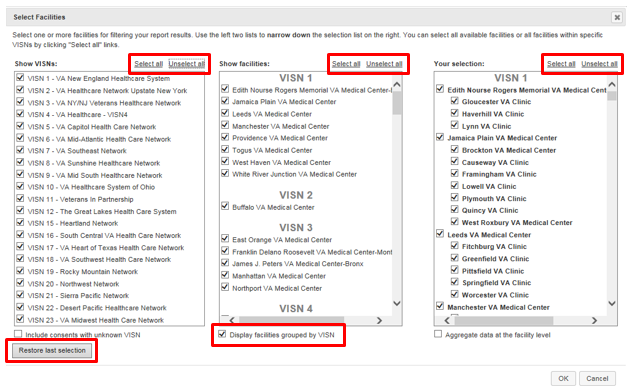 Select Facilities
Select one or more facilities for filtering your report results. Use the left two lists to narrow down the selection list on the right. You can select all available facilities or all facilities within specific
VISNs by clicking "Select all" links.
Show VISNs: Select all Unselect all
VISN 1 - VA New England Healthcare System
VISN 2 - VA Healthcare Network Upstate New York
VISN 3 - VA NY/NJ Veterans Healthcare Network
VISN 4 - VA Healthcare - VISN4
VISN 5 - VA Capitol Health Care Network
VISN 6 - VA Mid-Atlantic Health Care Network
VISN 7 - VA Southeast Network
VISN 8 - VA Sunshine Healthcare Network
VISN 9 - VA Mid South Healthcare Network
VISN 10 - VA Healthcare System of Ohio
VISN 11 - Veterans In Partnership
VISN 12 - The Great Lakes Health Care System
VISN 15 - Heartland Network
VISN 16 - South Central VA Health Care Network
VISN 17 - VA Heart of Texas Health Care Network
VISN 18 - VA Southwest Health Care Network
VISN 19 - Rocky Mountain Network
VISN 20 - Northwest Network
VISN 21 - Sierra Pacific Network
VISN 22 - Desert Pacific Healthcare Network
VISN 23 - VA Midwest Health Care Network
Include consents with unknown VISN
Restore last selection
Show facilities: Select all Unselect all
VISN 1
Edith Nourse Rogers Memorial VA Medical Center-
Jamaica Plain VA Medical Center
Leeds VA Medical Center
Manchester VA Medical Center
Providence VA Medical Center
Togus VA Medical Center
West Haven VA Medical Center
White River Junction VA Medical Center
VISN 2
Buffalo VA Medical Center
VISN 3
East Orange VA Medical Center
Franklin Delano Roosevelt VA Medical Center-Mont
James J. Peters VA Medical Center-Bronx
Manhattan VA Medical Center
Northport VA Medical Center
VISN 4
Display facilities grouped by VISN
Your selection: Select all Unselect all
VISN 1
Edith Nourse Rogers Memorial VA Medical Cent
Gloucester VA Clinic
Haverhill VA Clinic
Lynn VA Clinic
Jamaica Plain VA Medical Center
Brockton VA Medical Center
Causeway VA Clinic
Framingham VA Clinic
Lowell VA Clinic
Plymouth VA Clinic
Quincy VA Clinic
West Roxbury VA Medical Center
Leeds VA Medical Center
Fitchburg VA Clinic
Greenfield VA Clinic
Pittsfield VA Clinic
Springfield VA Clinic
Worcester VA Clinic
Manchester VA Medical Center
Aggregate data at the facility level
OK Cancel